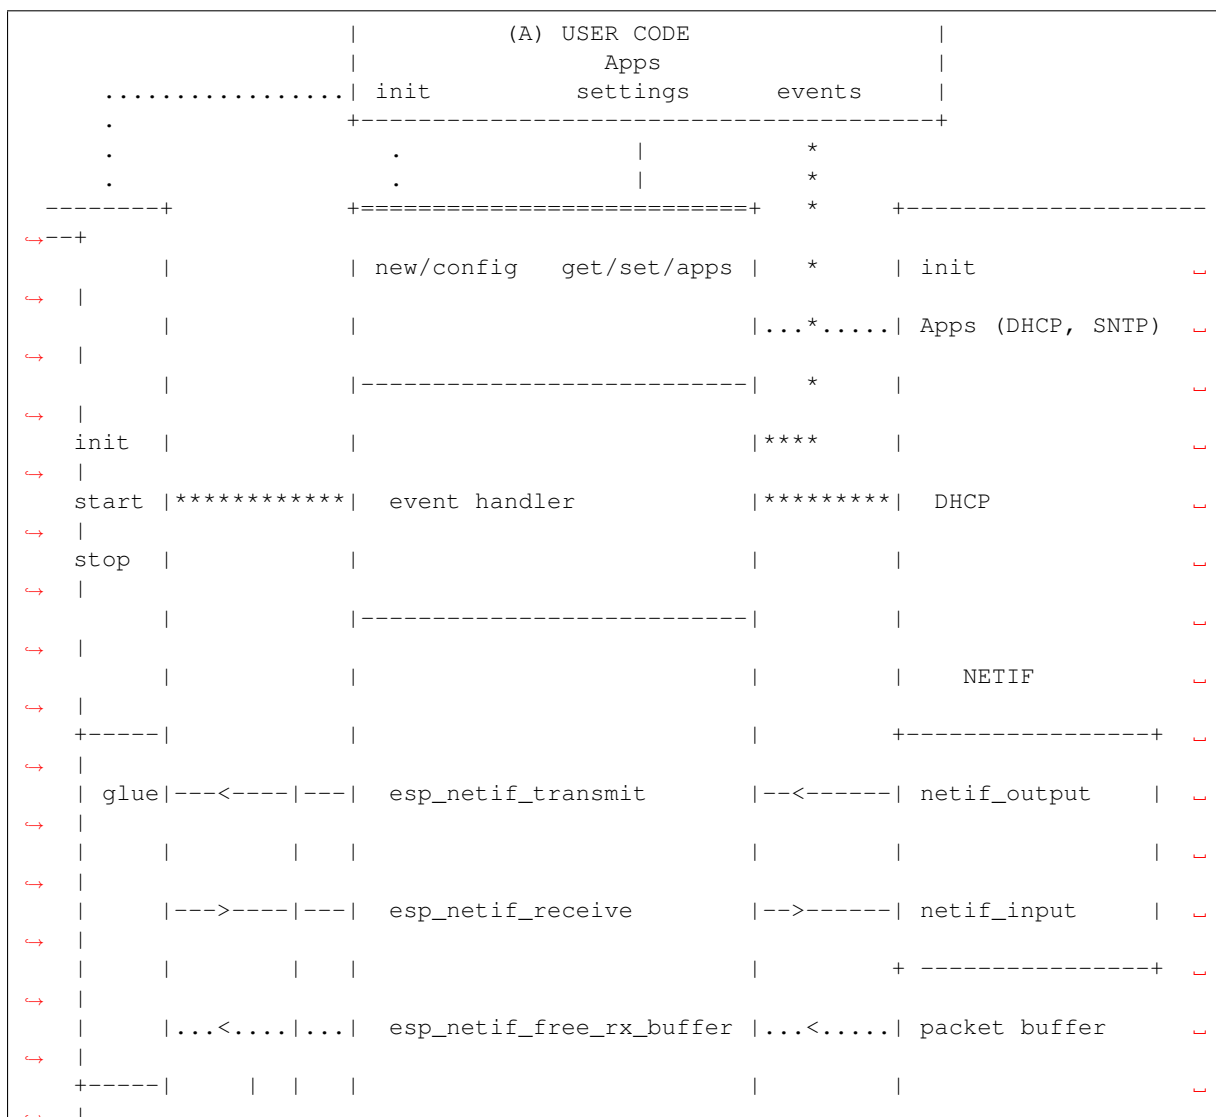 |          (A) USER CODE                 |
                     |                 Apps                   |
    .................| init          settings      events     |
    .                +----------------------------------------+
    .                   .                |           *
    .                   .                |           *
--------+            +===========================+   *     +---------------------
↪--+
        |            | new/config   get/set/apps |   *     | init               ␣
↪  |
        |            |                           |...*.....| Apps (DHCP, SNTP)  ␣
↪  |
        |            |---------------------------|   *     |                    ␣
↪  |
  init  |            |                           |****     |                    ␣
↪  |
  start |************|  event handler            |*********|  DHCP              ␣
↪  |
  stop  |            |                           |         |                    ␣
↪  |
        |            |---------------------------|         |                    ␣
↪  |
        |            |                           |         |    NETIF           ␣
↪  |
  +-----|            |                           |         +-----------------+  ␣
↪  |
  | glue|---<----|---|  esp_netif_transmit       |--<------| netif_output    |  ␣
↪  |
  |     |        |   |                           |         |                 |  ␣
↪  |
  |     |--->----|---|  esp_netif_receive        |-->------| netif_input     |  ␣
↪  |
  |     |        |   |                           |         + ----------------+  ␣
↪  |
  |     |...<....|...|  esp_netif_free_rx_buffer |...<.....| packet buffer      ␣
↪  |
  +-----|     |  |   |                           |         |                    ␣
↪  |